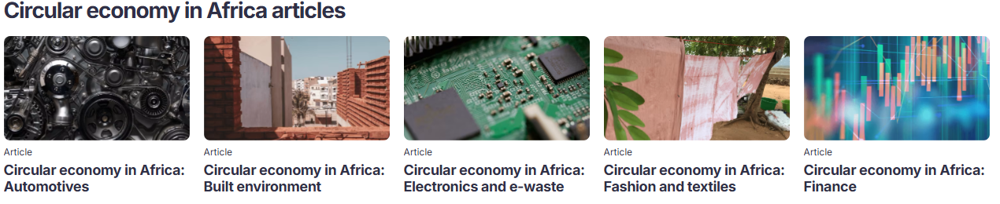 Circular economy in Africa articles
Article
Circular economy in Africa:
Automotives
Article
Circular economy in Africa:
Built environment
Article
Circular economy in Africa:
Electronics and e-waste
Article
Circular economy in Africa:
Fashion and textiles
Article
Circular economy in Africa:
Finance